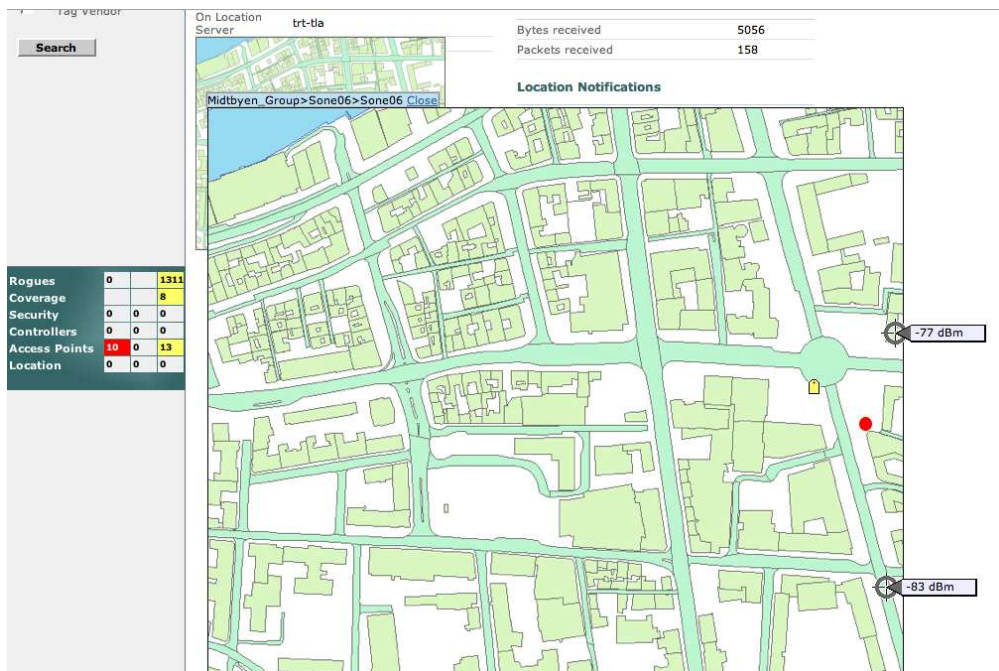 Tag Vendor
Search
On Location
Server
trt-tla
Bytes received 5056
Packets received 158
Location Notifications
Midtbyen_Group>Sone06>Sone06 Close
Rogues 0 1311
Coverage 8
Security 0 0 0
Controllers 0 0 0
Access Points 10 0 13
Location 0 0 0
-77 dBm
-83 dBm